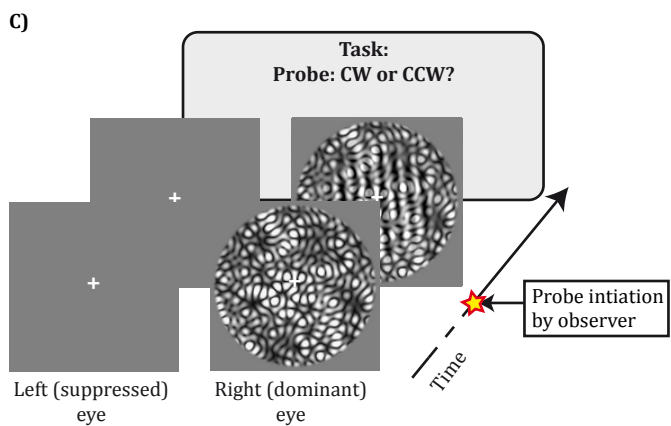 C)
Task:
Probe: CW or CCW?
Probe intiation
by observer
Time
Left (suppressed)
eye
Right (dominant)
eye